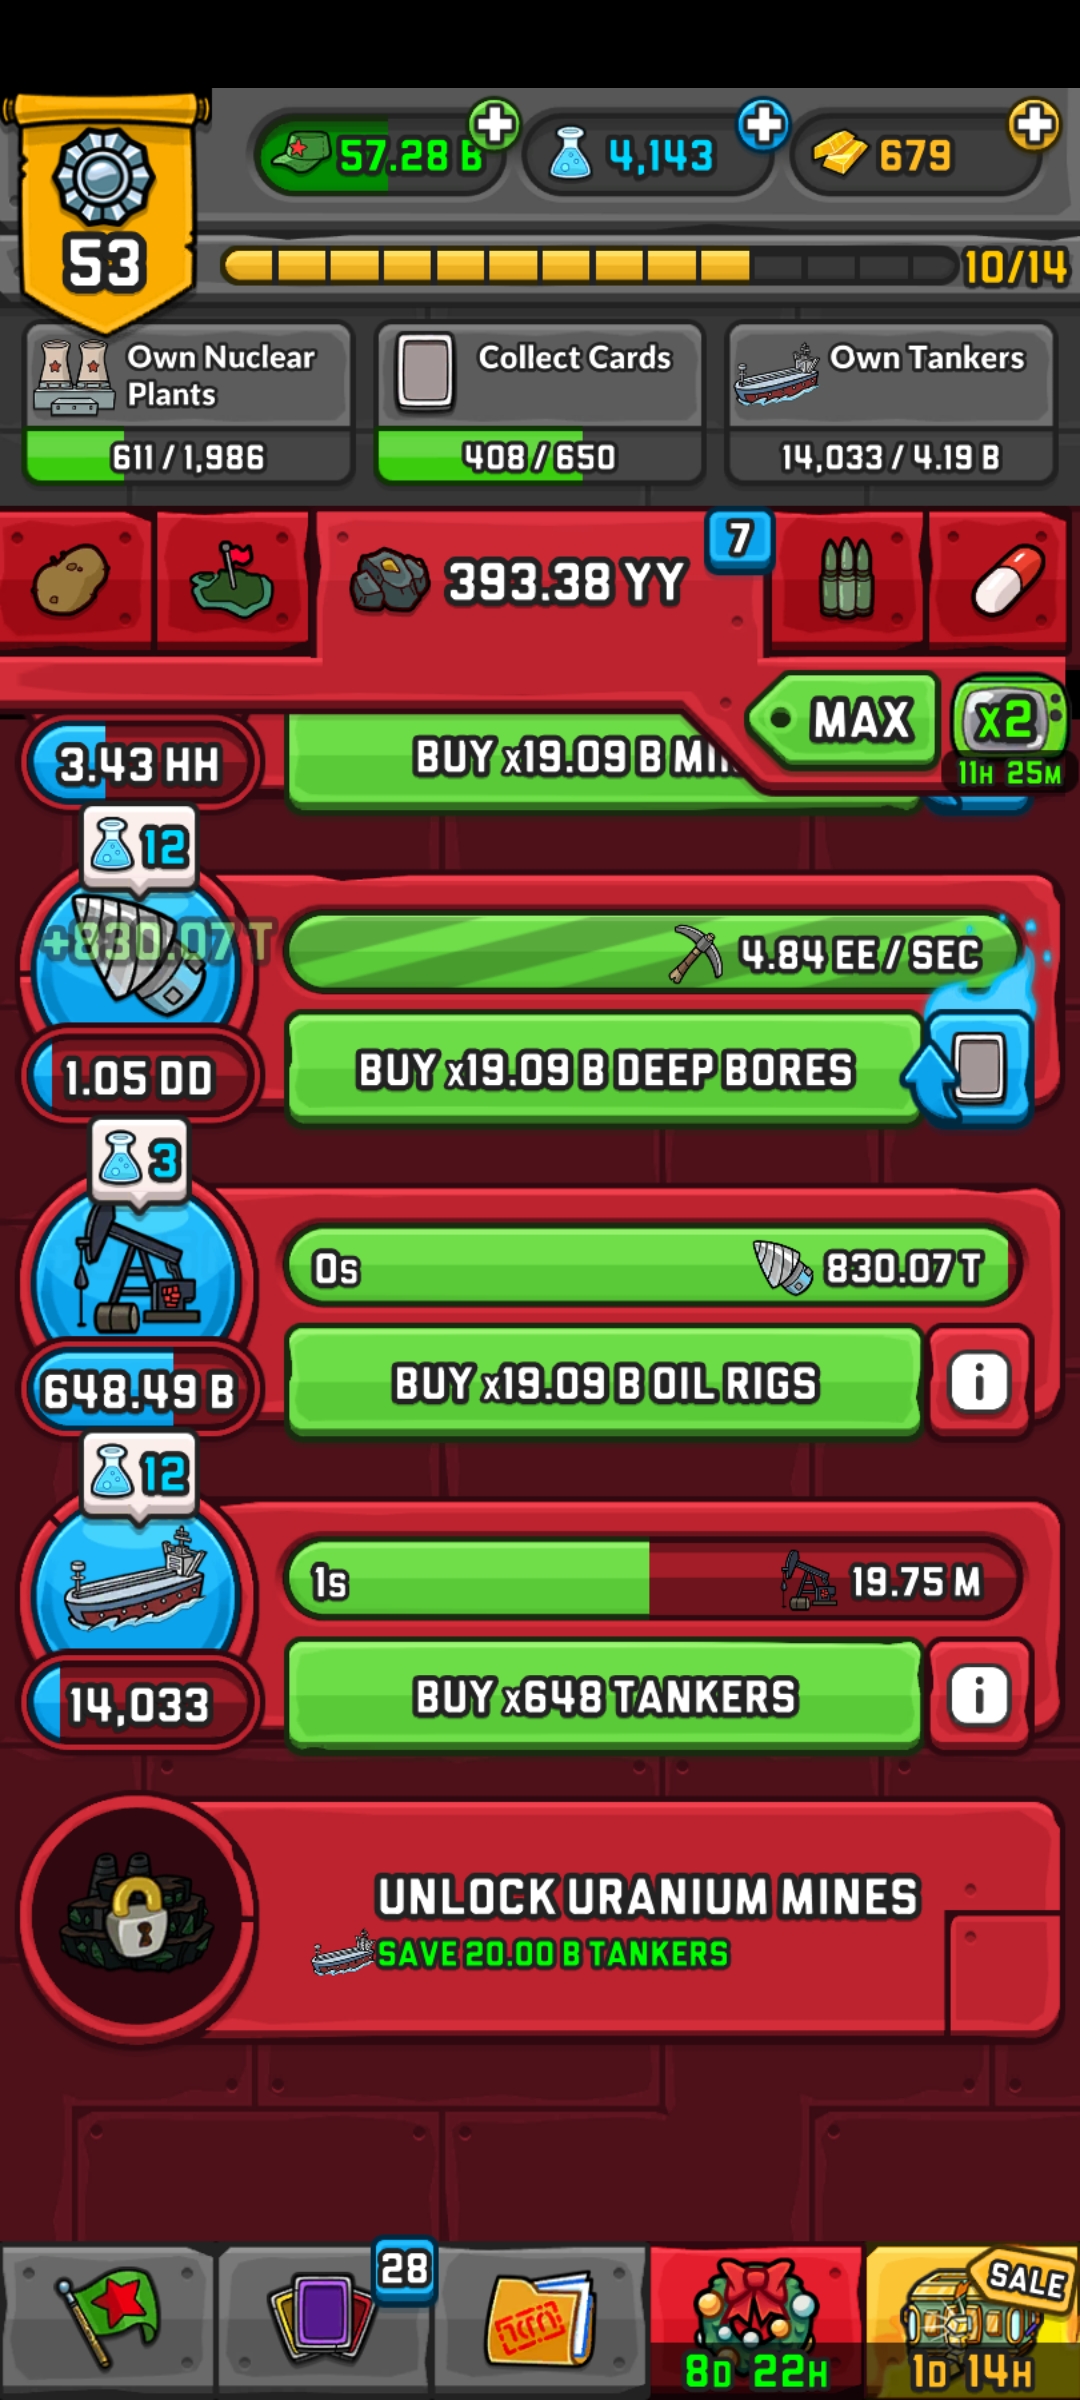 57.28 B
4,143
679
53
10/14
Own Nuclear
Plants
611 / 1,986
Collect Cards
408 / 650
Own Tankers
14,033 / 4.19 B
393.38 YY
7
MAX
x2
11H 25M
3.43 HH
BUY x19.09 B
12
+830.07 T
4.84 EE / SEC
1.05 DD
BUY x19.09 B DEEP BORES
3
0s
830.07 T
648.49 B
BUY x19.09 B OIL RIGS
i
12
1s
19.75 M
14,033
BUY x648 TANKERS
i
UNLOCK URANIUM MINES
SAVE 20.00 B TANKERS
28
SALE
8D 22H
1D 14H